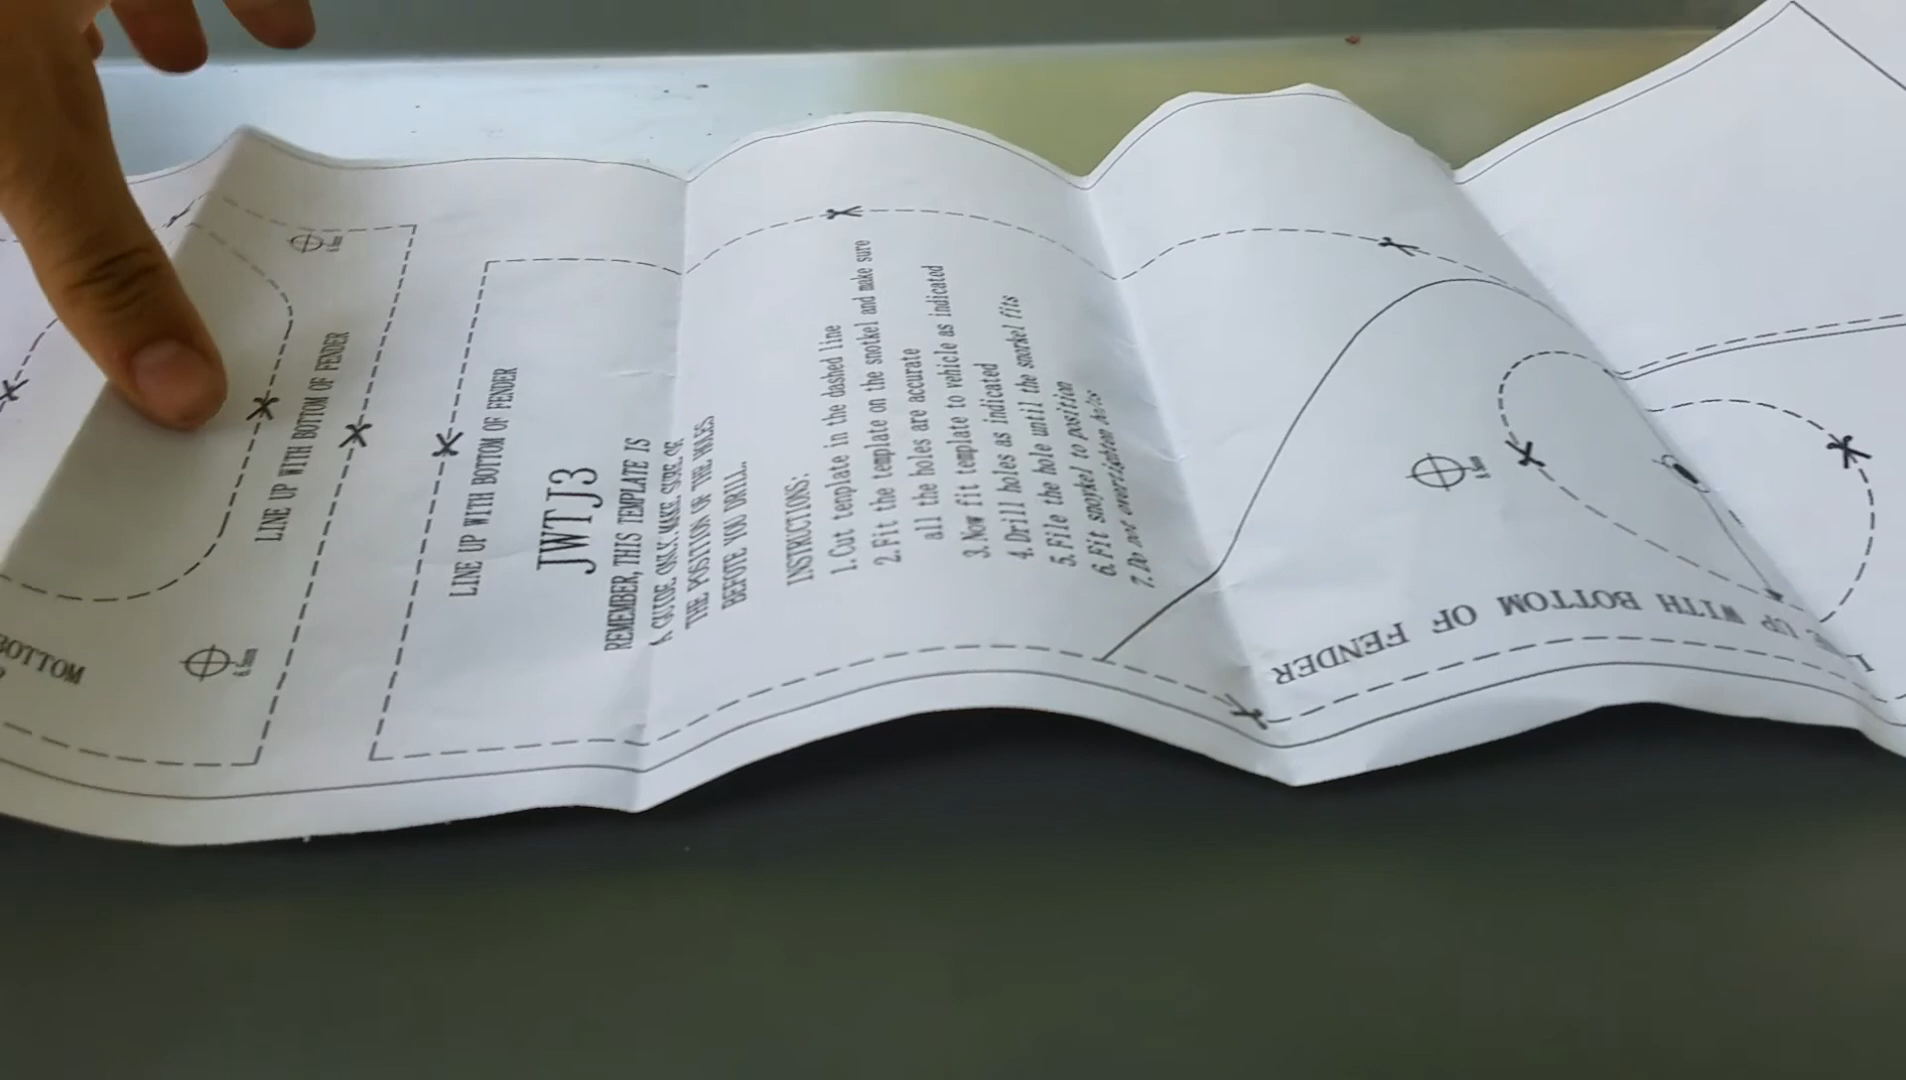 LINE UP WITH BOTTOM OF FENDER
LINE UP WITH BOTTOM OF FENDER
JWTJ3
REMEMBER, THIS TEMPLATE IS
A GUIDE ONLY. MAKE SURE OF
THE POSITION OF THE HOLES
BEFOTE YOU DRILL.
INSTRUCTIONS:
1. Cut template in the dashed line
2. Fit the template on the snotkel and make sure
all the holes are accurate
3. Now fit template to vehicle as indicated
4. Drill holes as indicated
5. File the hole until the snorkel fits
6. Fit snorkel to position
7. Do not overtighten
UP WITH BOTTOM OF FENDER
BOTTOM